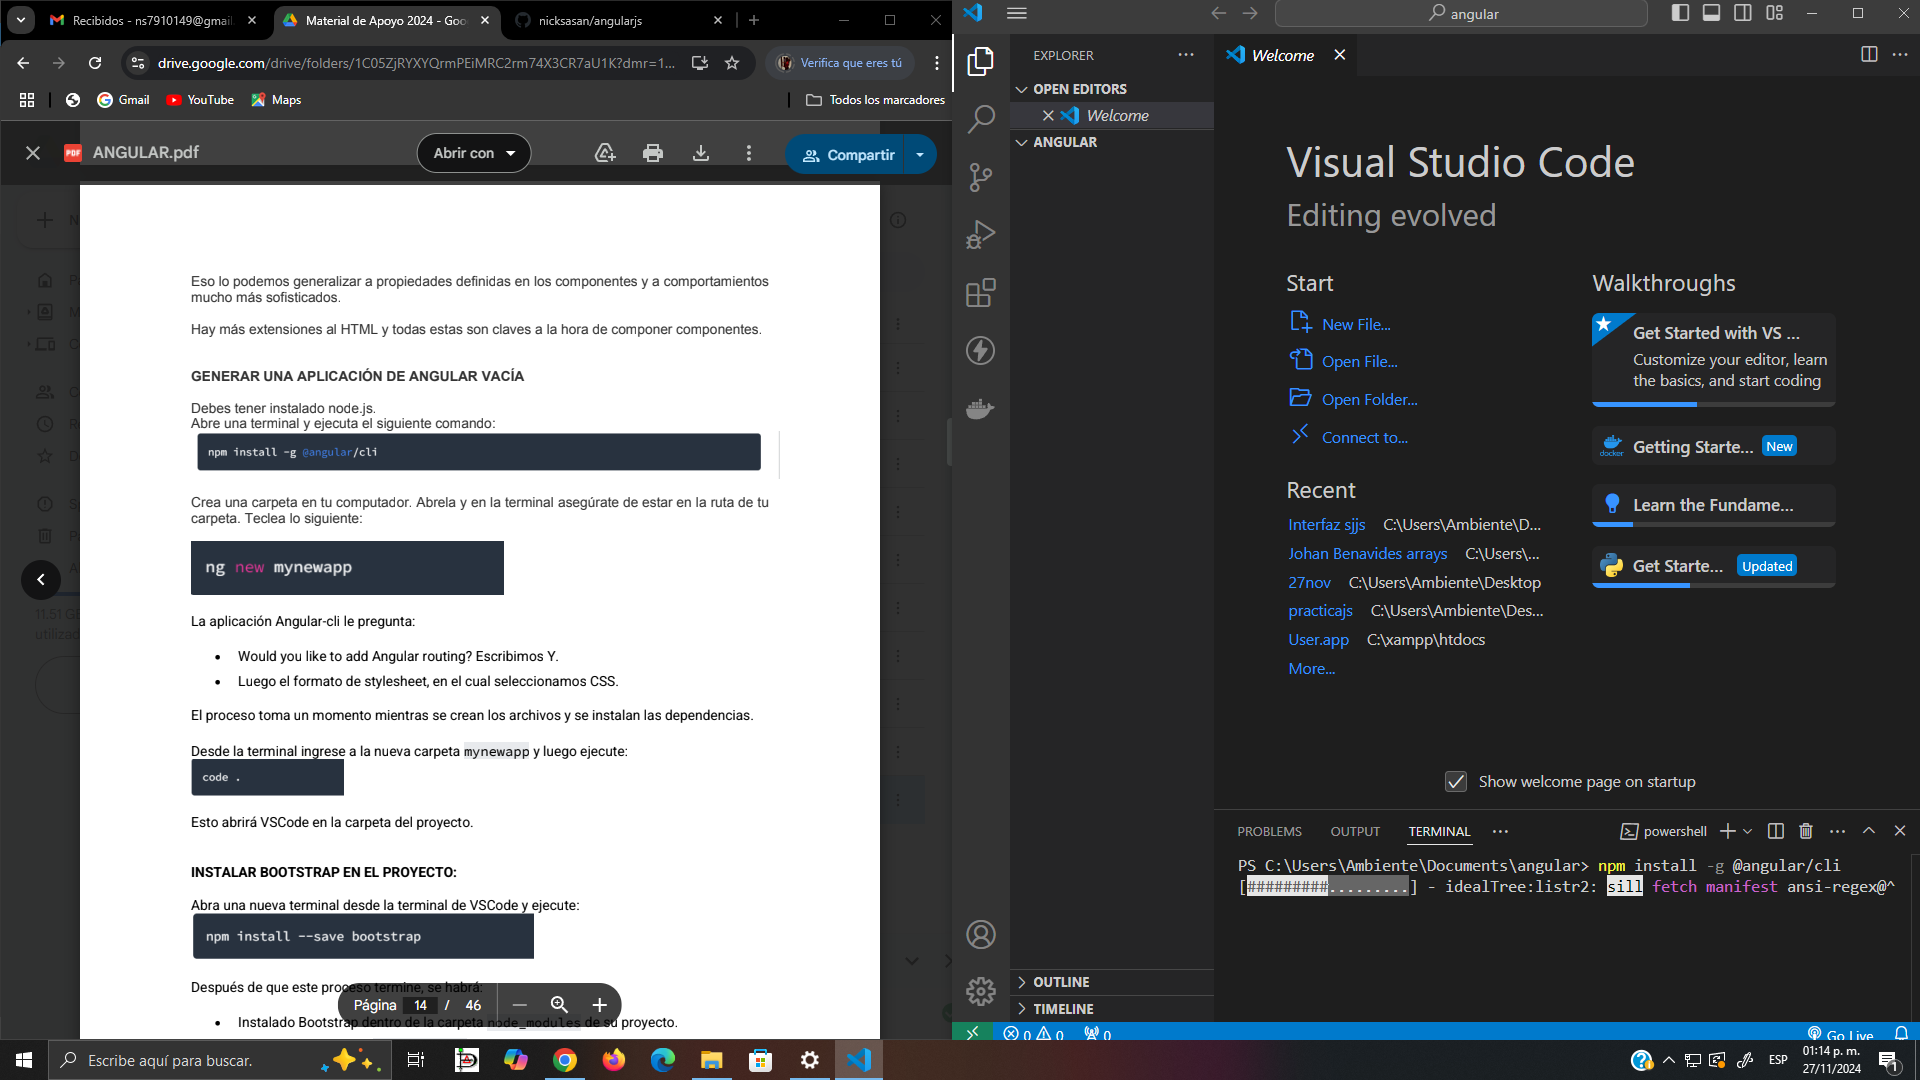 Recibidos - ns7910149@gmail.
Material de Apoyo 2024 - Goo
nicksasan/angularjs
drive.google.com/drive/folders/1C05ZjRYXYQrmPEiMRC2rm74X3CR7aU1K?dmr=1...
Verifica que eres tú
Gmail
YouTube
Maps
Todos los marcadores
PDF
ANGULAR.pdf
Abrir con
Compartir
Eso lo podemos generalizar a propiedades definidas en los componentes y a comportamientos
mucho más sofisticados.
Hay más extensiones al HTML y todas estas son claves a la hora de componer componentes.
GENERAR UNA APLICACIÓN DE ANGULAR VACÍA
Debes tener instalado node.js.
Abre una terminal y ejecuta el siguiente comando:
npm install -g @angular/cli
Crea una carpeta en tu computador. Abrela y en la terminal asegúrate de estar en la ruta de tu
carpeta. Teclea lo siguiente:
ng new mynewapp
La aplicación Angular-cli le pregunta:
• Would you like to add Angular routing? Escribimos Y.
• Luego el formato de stylesheet, en el cual seleccionamos CSS.
El proceso toma un momento mientras se crean los archivos y se instalan las dependencias.
Desde la terminal ingrese a la nueva carpeta mynewapp y luego ejecute:
code .
Esto abrirá VSCode en la carpeta del proyecto.
INSTALAR BOOTSTRAP EN EL PROYECTO:
Abra una nueva terminal desde la terminal de VSCode y ejecute:
npm install --save bootstrap
Después de que este proceso termine, se habrá:
• Instalado Bootstrap dentro de la carpeta node_modules de su proyecto.
Página 14 / 46
11.51 GB
utilizad
angular
EXPLORER
OPEN EDITORS
Welcome
ANGULAR
OUTLINE
TIMELINE
Welcome
Visual Studio Code
Editing evolved
Start
New File...
Open File...
Open Folder...
Connect to...
Recent
Interfaz sjjs C:\Users\Ambiente\D...
Johan Benavides arrays C:\Users\...
27nov C:\Users\Ambiente\Desktop
practicajs C:\Users\Ambiente\Des...
User.app C:\xampp\htdocs
More...
Walkthroughs
Get Started with VS ...
Customize your editor, learn
the basics, and start coding
docker
Getting Starte... New
Learn the Fundame...
Get Starte... Updated
Show welcome page on startup
PROBLEMS
OUTPUT
TERMINAL
powershell
PS C:\Users\Ambiente\Documents\angular> npm install -g @angular/cli
[#########.........] - idealTree:listr2: sill fetch manifest ansi-regex@^
0 0 0
Go Live
Escribe aquí para buscar.
ESP
01:14 p. m.
27/11/2024
1